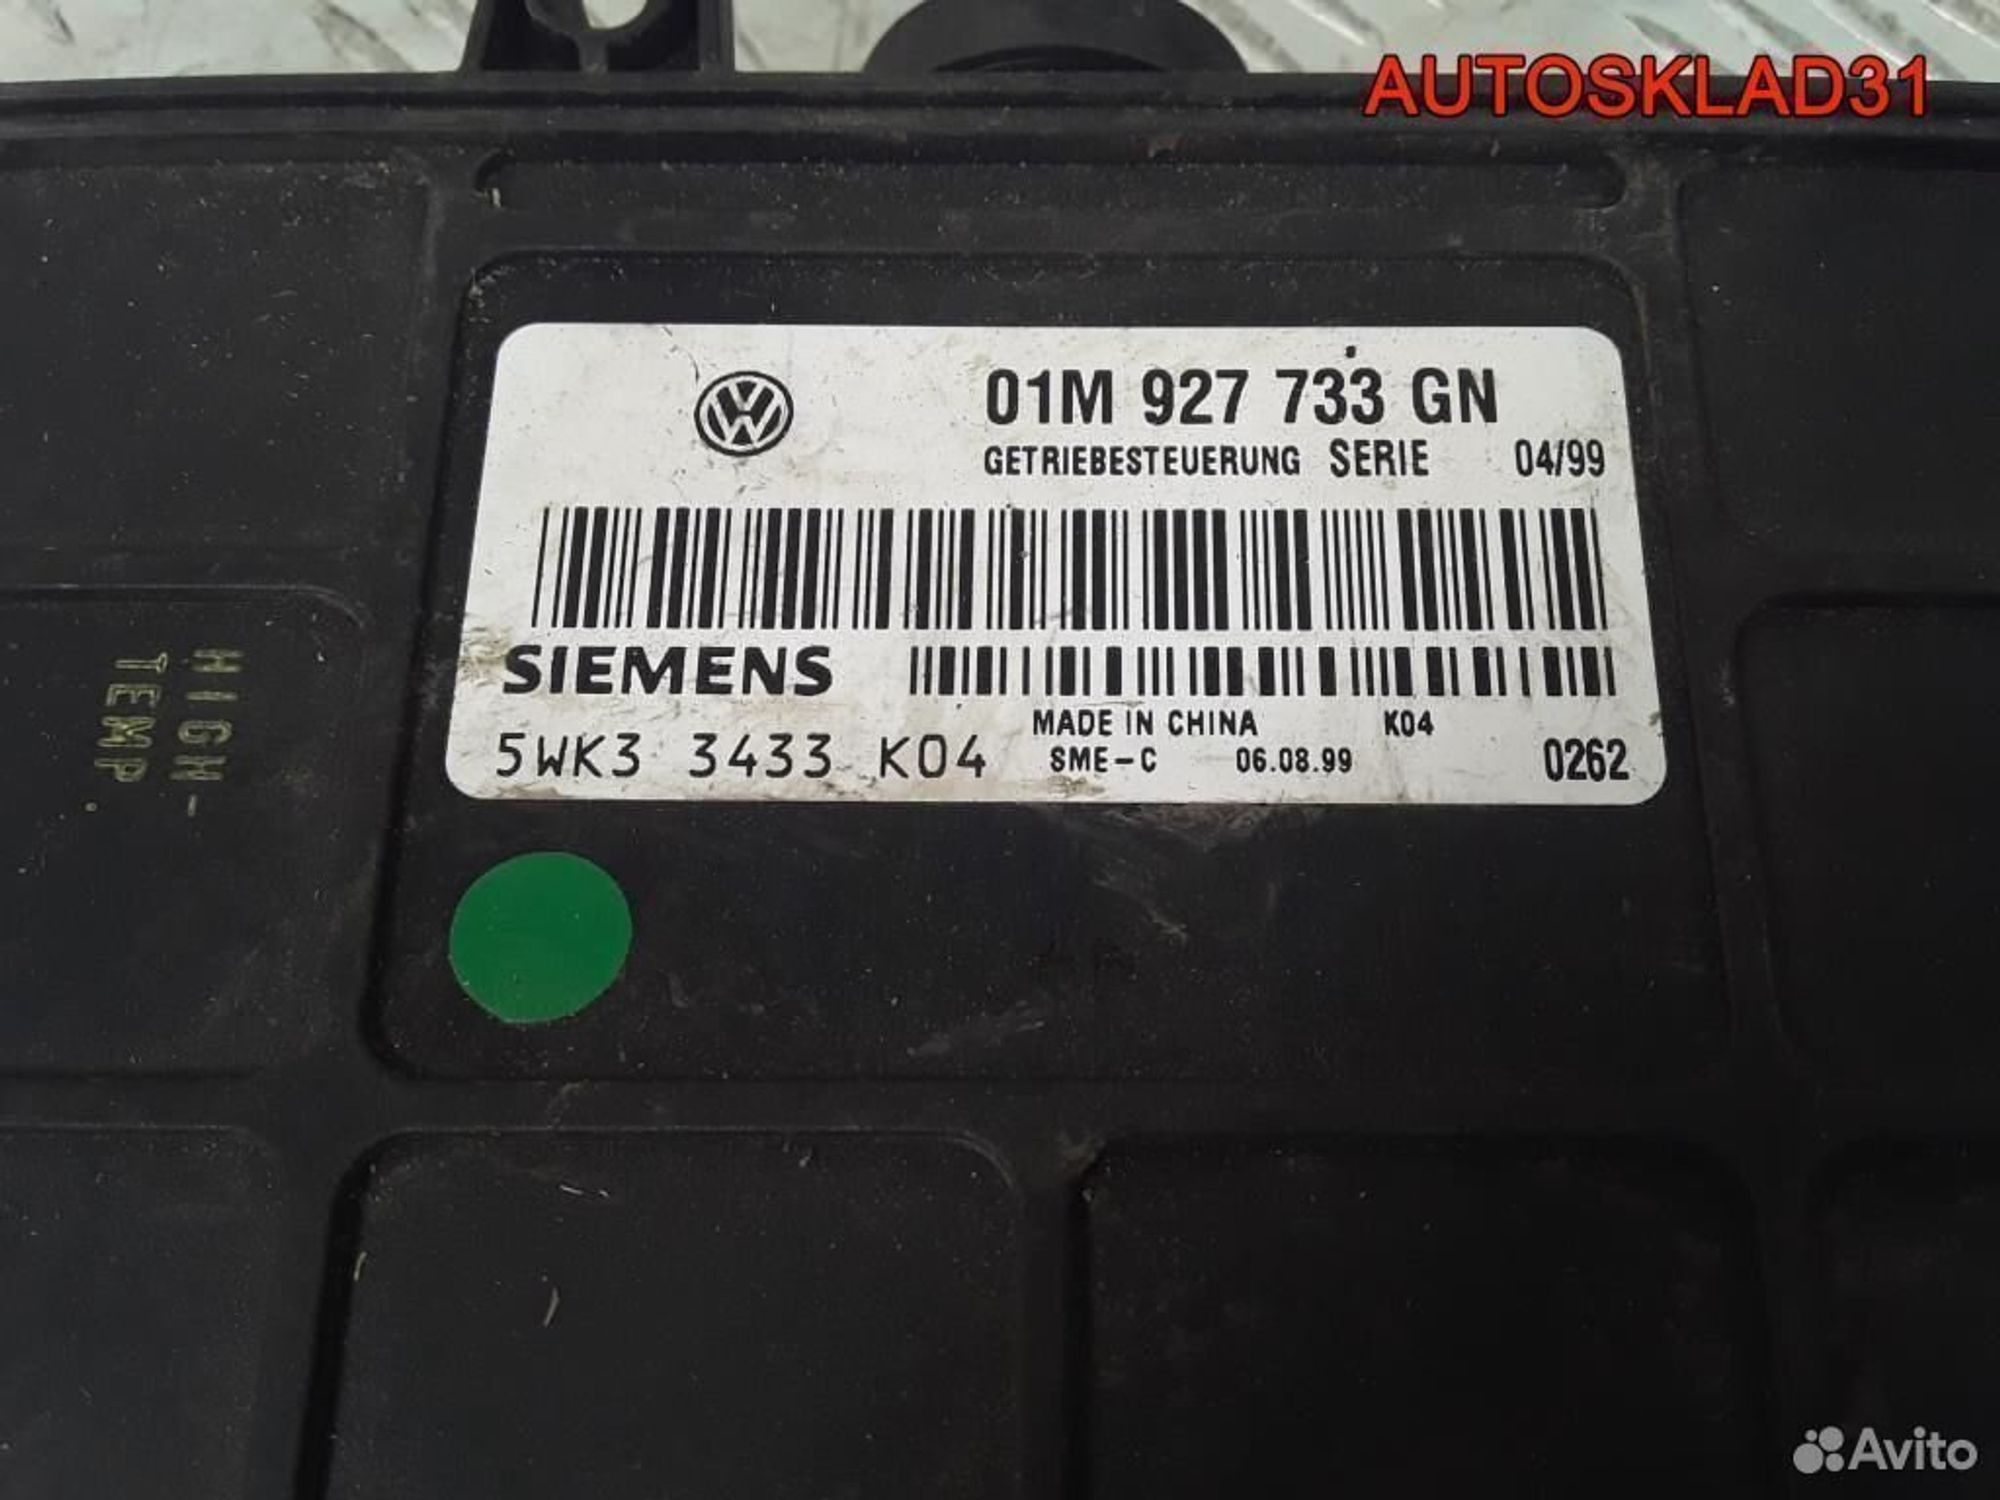 AUTOSKLAD31
01M 927 733 GN
GETRIEBESTEUERUNG SERIE 04/99
SIEMENS
MADE IN CHINA K04
5WK3 3433 K04 SME-C 06.08.99 0262
HIGH-
TEMP.
Avito